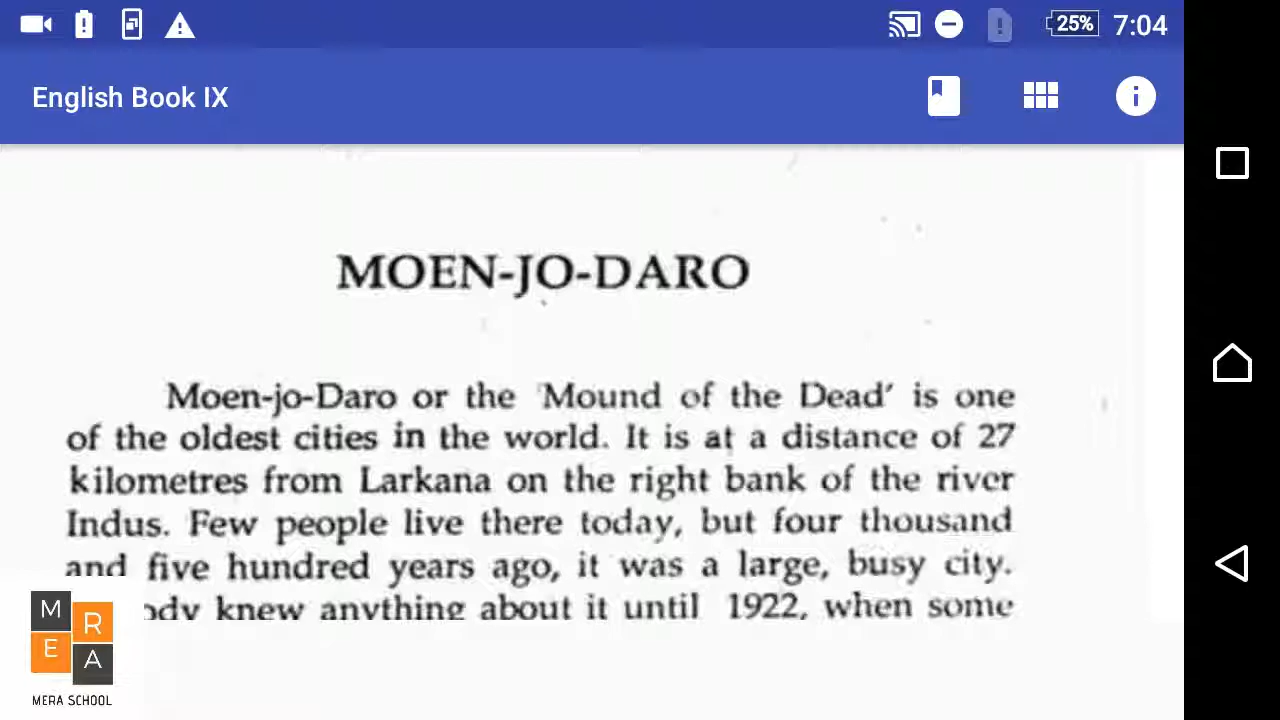 25% 7:04
English Book IX
MOEN-JO-DARO
Moen-jo-Daro or the 'Mound of the Dead' is one
of the oldest cities in the world. It is at a distance of 27
kilometres from Larkana on the right bank of the river
Indus. Few people live there today, but four thousand
and five hundred years ago, it was a large, busy city.
knew anything about it until 1922, when some
M
R
E
A
MERA SCHOOL